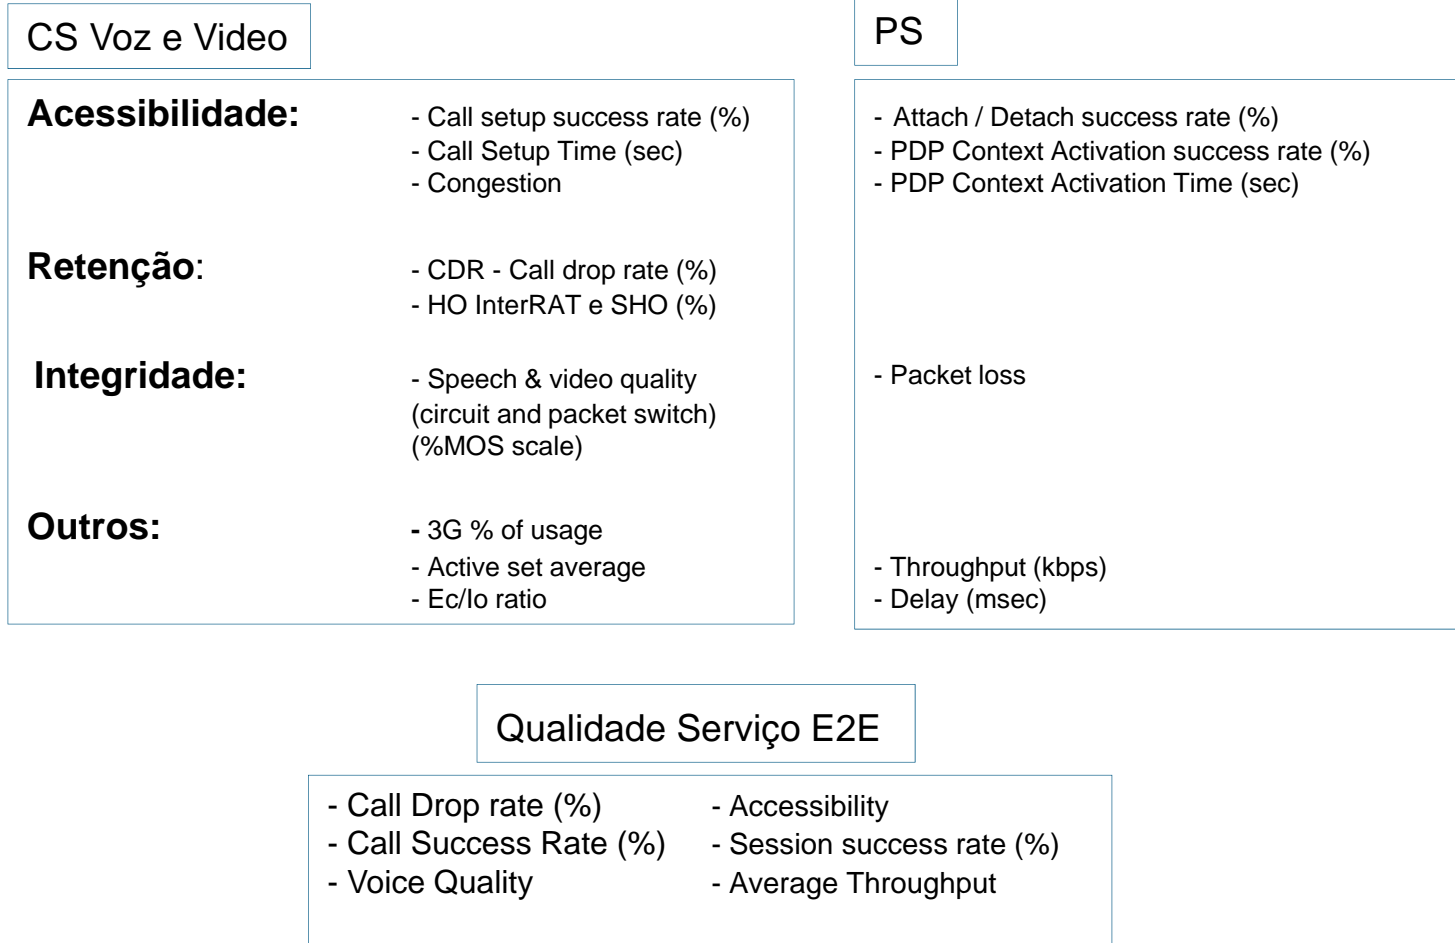 CS Voz e Video
PS
Acessibilidade:
- Call setup success rate (%)
- Call Setup Time (sec)
- Congestion
- Attach / Detach success rate (%)
- PDP Context Activation success rate (%)
- PDP Context Activation Time (sec)
Retenção:
- CDR - Call drop rate (%)
- HO InterRAT e SHO (%)
Integridade:
- Speech & video quality
(circuit and packet switch)
(%MOS scale)
- Packet loss
Outros:
- 3G % of usage
- Active set average
- Ec/Io ratio
- Throughput (kbps)
- Delay (msec)
Qualidade Serviço E2E
- Call Drop rate (%)
- Call Success Rate (%)
- Voice Quality
- Accessibility
- Session success rate (%)
- Average Throughput